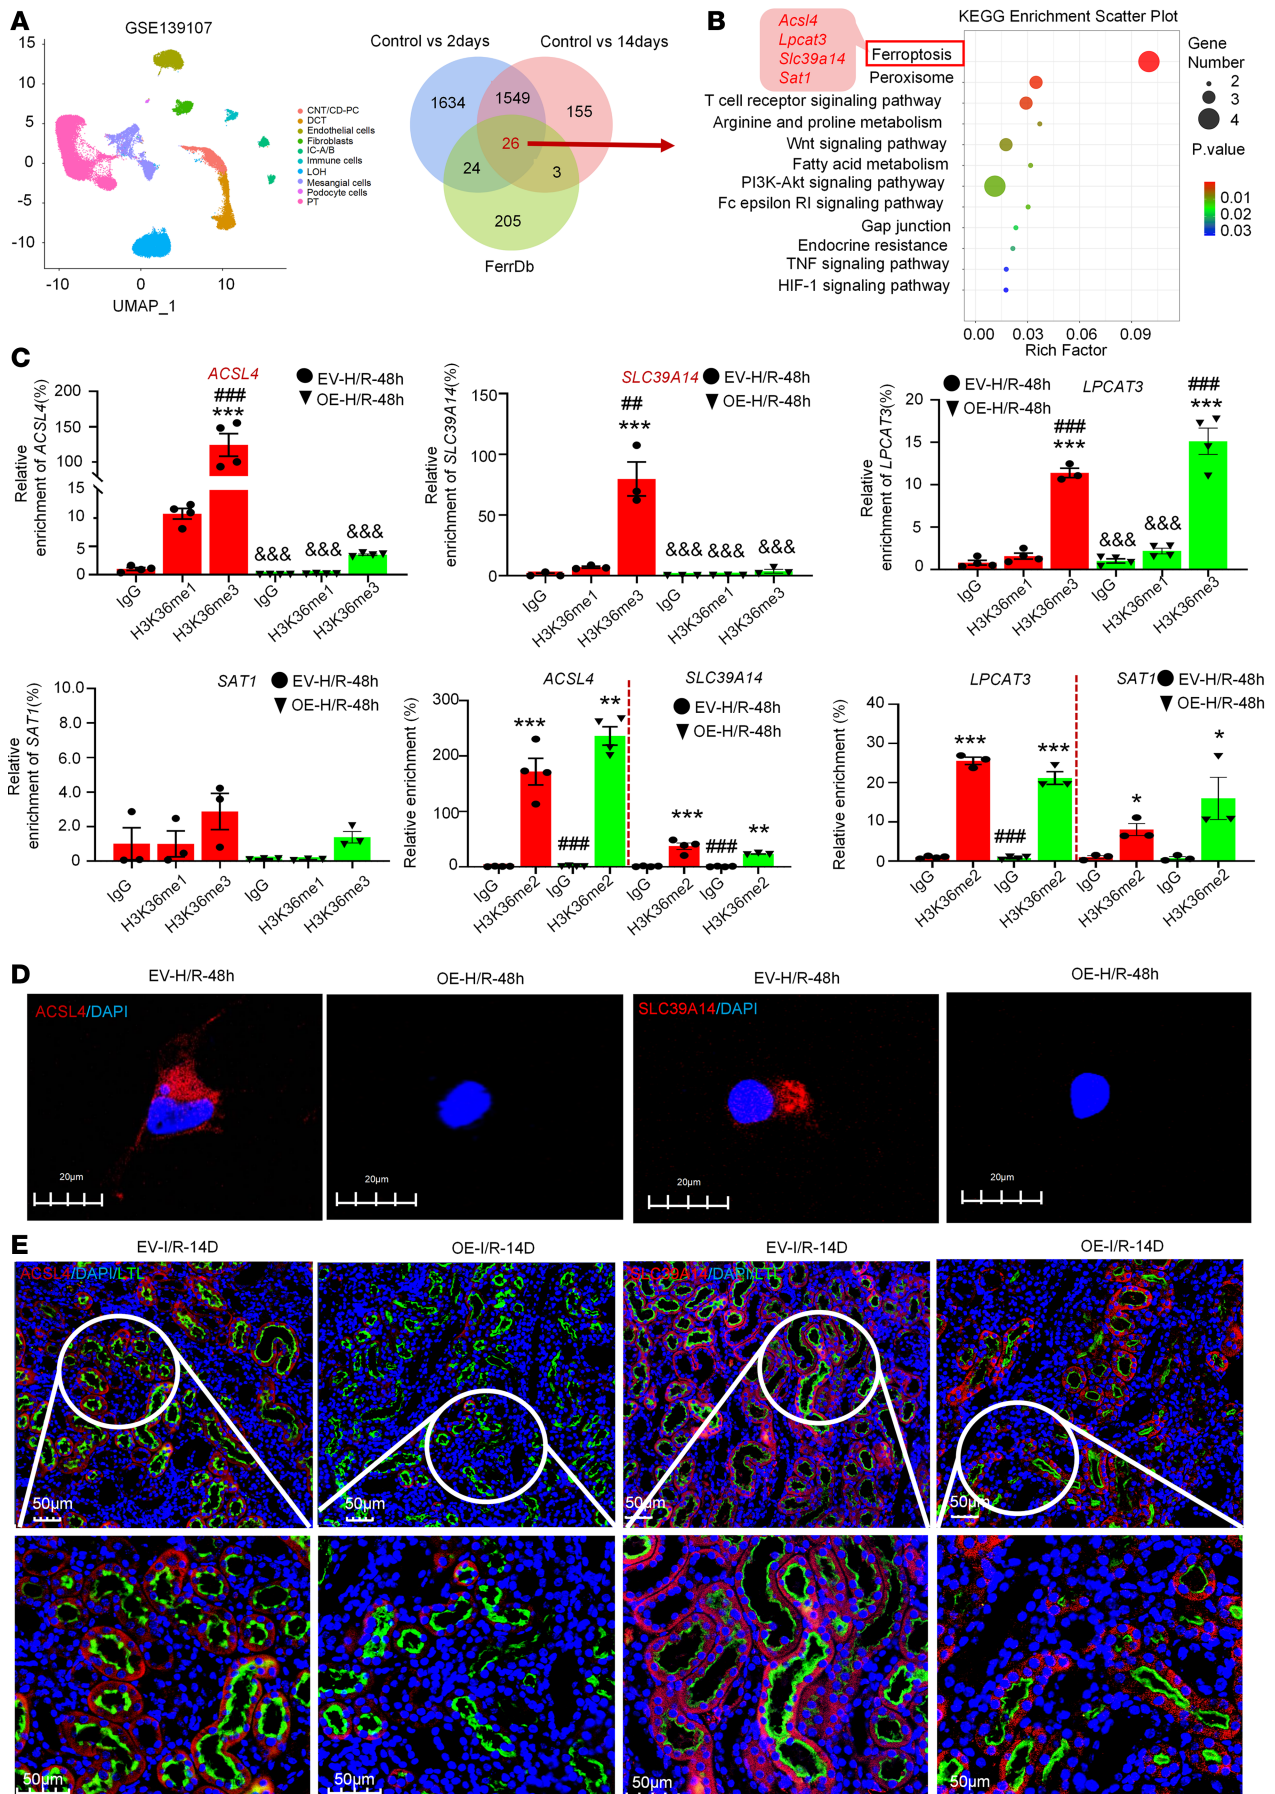 A
GSE139107
15
10
5
0
-5
-10
-10
0
10
UMAP_1
CNT/CD-PC
DCT
Endothelial cells
Fibroblasts
IC-A/B
Immune cells
LOH
Mesangial cells
Podocyte cells
PT
Control vs 2days
Control vs 14days
1634
1549
155
26
24
3
205
FerrDb
B
Acsl4
Lpcat3
Slc39a14
Sat1
KEGG Enrichment Scatter Plot
Ferroptosis
Peroxisome
T cell receptor siginaling pathway
Arginine and proline metabolism
Wnt signaling pathway
Fatty acid metabolism
PI3K-Akt signaling pathyway
Fc epsilon RI signaling pathway
Gap junction
Endocrine resistance
TNF signaling pathway
HIF-1 signaling pathway
0.00
0.03
0.06
0.09
Rich Factor
Gene
Number
2
3
4
P.value
0.01
0.02
0.03
C
ACSL4
EV-H/R-48h
OE-H/R-48h
Relative
enrichment of ACSL4(%)
200
150
100
15
10
5
0
###
***
&&&
&&&
&&&
IgG
H3K36me1
H3K36me3
IgG
H3K36me1
H3K36me3
SLC39A14
EV-H/R-48h
OE-H/R-48h
Relative
enrichment of SLC39A14(%)
150
100
50
0
##
***
&&&
&&&
&&&
IgG
H3K36me1
H3K36me3
IgG
H3K36me1
H3K36me3
EV-H/R-48h
OE-H/R-48h
LPCAT3
Relative
enrichment of LPCAT3(%)
20
15
10
5
0
###
***
&&&
&&&
###
***
IgG
H3K36me1
H3K36me3
IgG
H3K36me1
H3K36me3
SAT1
EV-H/R-48h
OE-H/R-48h
Relative
enrichment of SAT1(%)
10.0
8.0
6.0
4.0
2.0
0
IgG
H3K36me1
H3K36me3
IgG
H3K36me1
H3K36me3
ACSL4
SLC39A14
EV-H/R-48h
OE-H/R-48h
Relative enrichment (%)
300
200
100
0
***
###
**
***
###
**
IgG
H3K36me2
IgG
H3K36me2
IgG
H3K36me2
IgG
H3K36me2
LPCAT3
SAT1
EV-H/R-48h
OE-H/R-48h
Relative enrichment (%)
40
30
20
10
0
***
###
***
*
*
IgG
H3K36me2
IgG
H3K36me2
IgG
H3K36me2
IgG
H3K36me2
D
EV-H/R-48h
OE-H/R-48h
EV-H/R-48h
OE-H/R-48h
ACSL4/DAPI
SLC39A14/DAPI
20μm
20μm
20μm
20μm
E
EV-I/R-14D
OE-I/R-14D
EV-I/R-14D
OE-I/R-14D
ACSL4/DAPI/LTL
SLC39A14/DAPI/LTL
50μm
50μm
50μm
50μm
50μm
50μm
50μm
50μm